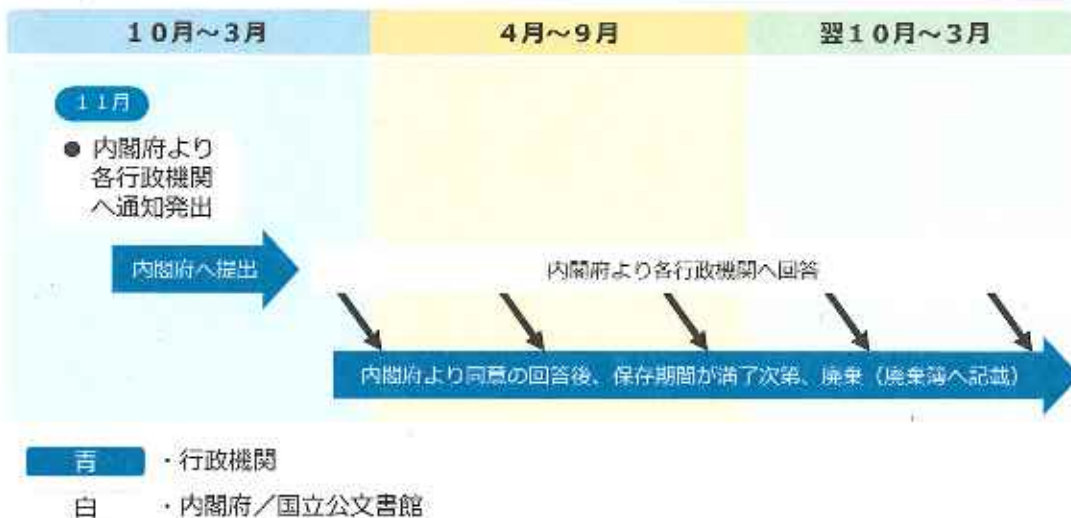 10月～3月
4月～9月
翌10月～3月
11月
● 内閣府より
各行政機関
へ通知発出
内閣府へ提出
内閣府より各行政機関へ回答
内閣府より同意の回答後、保存期間が満了次第、廃棄（廃棄簿へ記載）
青 ・行政機関
白 ・内閣府／国立公文書館